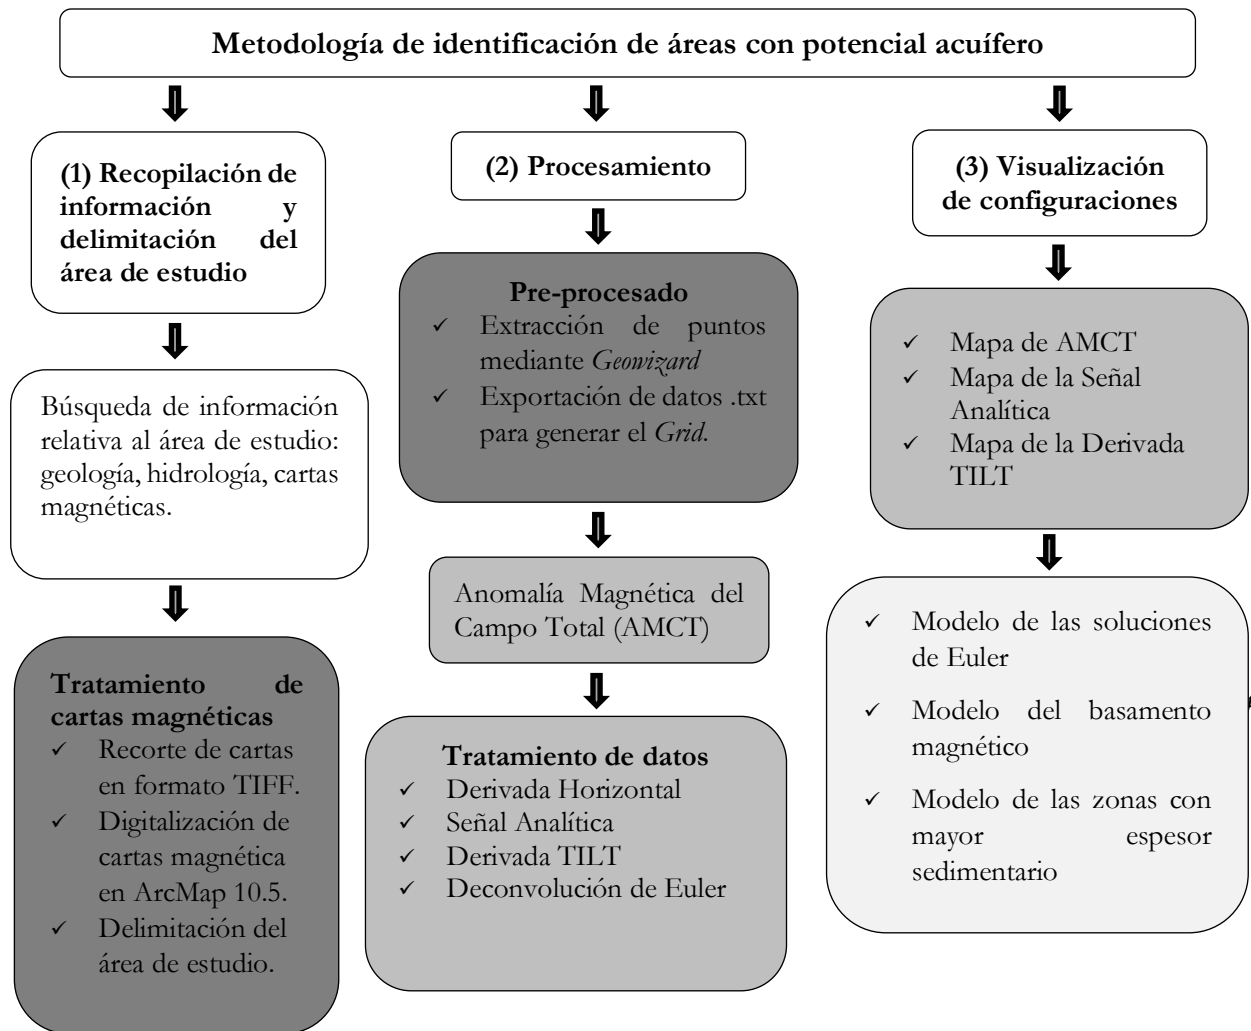 Metodología de identificación de áreas con potencial acuífero
(1) Recopilación de
información y
delimitación del
área de estudio
Búsqueda de información
relativa al área de estudio:
geología, hidrología, cartas
magnéticas.
Tratamiento de
cartas magnéticas
✓ Recorte de cartas
en formato TIFF.
✓ Digitalización de
cartas magnética
en ArcMap 10.5.
✓ Delimitación del
área de estudio.
(2) Procesamiento
Pre-procesado
✓ Extracción de puntos
mediante Geowizard
✓ Exportación de datos .txt
para generar el Grid.
Anomalía Magnética del
Campo Total (AMCT)
Tratamiento de datos
✓ Derivada Horizontal
✓ Señal Analítica
✓ Derivada TILT
✓ Deconvolución de Euler
(3) Visualización
de configuraciones
✓ Mapa de AMCT
✓ Mapa de la Señal
Analítica
✓ Mapa de la Derivada
TILT
✓ Modelo de las soluciones
de Euler
✓ Modelo del basamento
magnético
✓ Modelo de las zonas con
mayor espesor
sedimentario